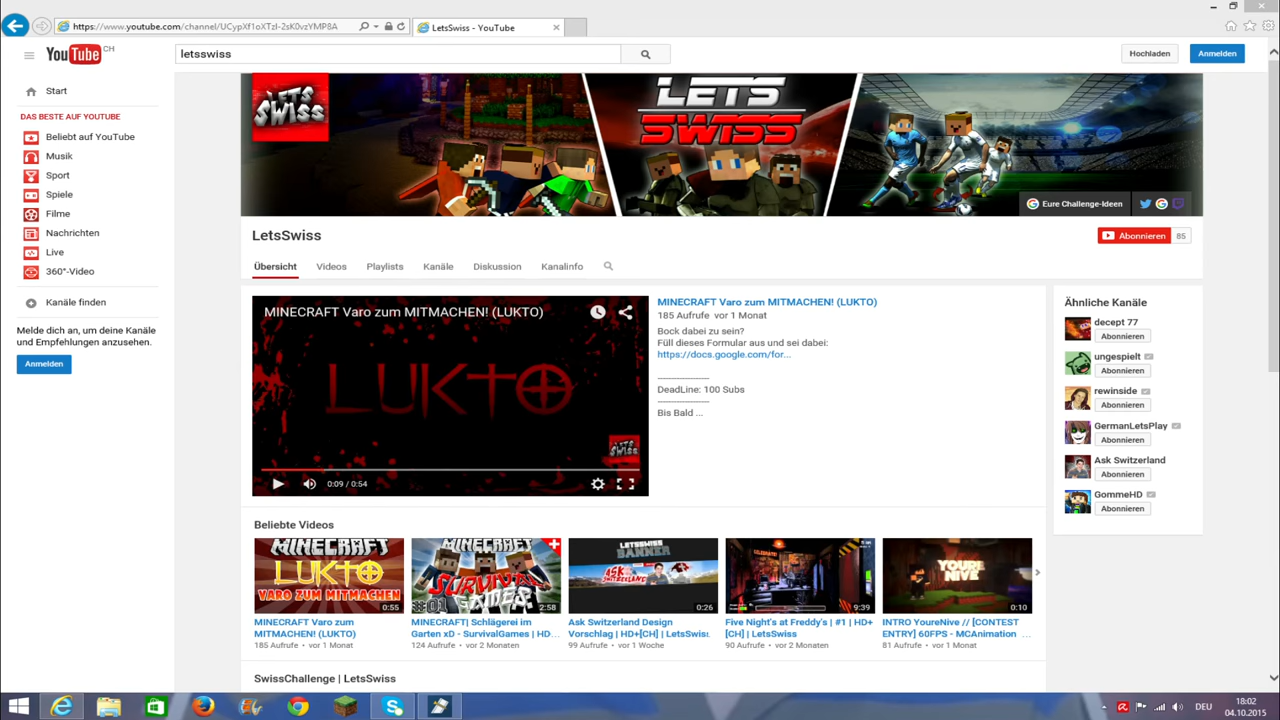 https://www.youtube.com/channel/UCypXf1oXTzI-2sK0vzYMP8A
LetsSwiss - YouTube
YouTube CH
letsswiss
Hochladen
Anmelden
Start
DAS BESTE AUF YOUTUBE
Beliebt auf YouTube
Musik
Sport
Spiele
Filme
Nachrichten
Live
360°-Video
Kanäle finden
Melde dich an, um deine Kanäle
und Empfehlungen anzusehen.
Anmelden
LETS
SWISS
LETS
SWISS
Eure Challenge-Ideen
LetsSwiss
Abonnieren 85
Übersicht Videos Playlists Kanäle Diskussion Kanalinfo
MINECRAFT Varo zum MITMACHEN! (LUKTO)
LUKTO
LETS
SWISS
0:09 / 0:54
MINECRAFT Varo zum MITMACHEN! (LUKTO)
185 Aufrufe vor 1 Monat
Bock dabei zu sein?
Füll dieses Formular aus und sei dabei:
https://docs.google.com/for...
--------------------
DeadLine: 100 Subs
--------------------
Bis Bald ...
Ähnliche Kanäle
decept 77
Abonnieren
ungespielt
Abonnieren
rewinside
Abonnieren
GermanLetsPlay
Abonnieren
Ask Switzerland
Abonnieren
GommeHD
Abonnieren
Beliebte Videos
MINECRAFT
LUKTO
VARO ZUM MITMACHEN
0:55
MINECRAFT Varo zum
MITMACHEN! (LUKTO)
185 Aufrufe • vor 1 Monat
MINECRAFT
SURVIVAL
GAMES
#01
2:58
MINECRAFT| Schlägerei im
Garten xD - SurvivalGames | HD...
124 Aufrufe • vor 2 Monaten
LETSSWISS
BANNER
ASK
SWITZERLAND
0:26
Ask Switzerland Design
Vorschlag | HD+[CH] | LetsSwiss
99 Aufrufe • vor 1 Woche
CELEBRATE!
9:39
Five Night's at Freddy's | #1 | HD+
[CH] | LetsSwiss
90 Aufrufe • vor 2 Monaten
YOURE
NIVE
0:10
INTRO YoureNive // [CONTEST
ENTRY] 60FPS - MCAnimation ...
81 Aufrufe • vor 1 Monat
SwissChallenge | LetsSwiss
DEU
18:02
04.10.2015